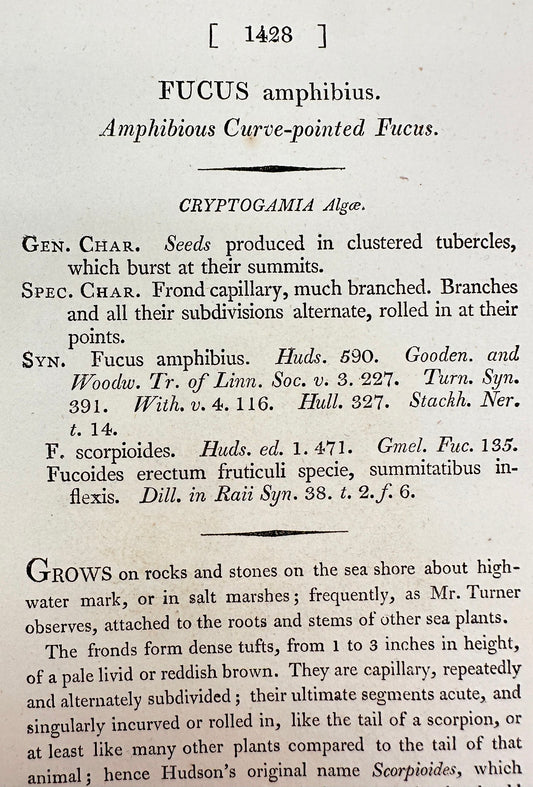 [ 1428 ]
FUCUS amphibius.
Amphibious Curve-pointed Fucus.
CRYPTOGAMIA Algæ.
GEN. CHAR. Seeds produced in clustered tubercles,
which burst at their summits.
SPEC. CHAR. Frond capillary, much branched. Branches
and all their subdivisions alternate, rolled in at their
points.
SYN. Fucus amphibius. Huds. 590. Gooden. and
Woodw. Tr. of Linn. Soc. v. 3. 227. Turn. Syn.
391. With. v. 4. 116. Hull. 327. Stackh. Ner.
t. 14.
F. scorpioides. Huds. ed. 1. 471. Gmel. Fuc. 135.
Fucoides erectum fruticuli specie, summitatibus in-
flexis. Dill. in Raii Syn. 38. t. 2. f. 6.
GROWS on rocks and stones on the sea shore about high-
water mark, or in salt marshes; frequently, as Mr. Turner
observes, attached to the roots and stems of other sea plants.
The fronds form dense tufts, from 1 to 3 inches in height,
of a pale livid or reddish brown. They are capillary, repeatedly
and alternately subdivided; their ultimate segments acute, and
singularly incurved or rolled in, like the tail of a scorpion, or
at least like many other plants compared to the tail of that
animal; hence Hudson's original name Scorpioides, which